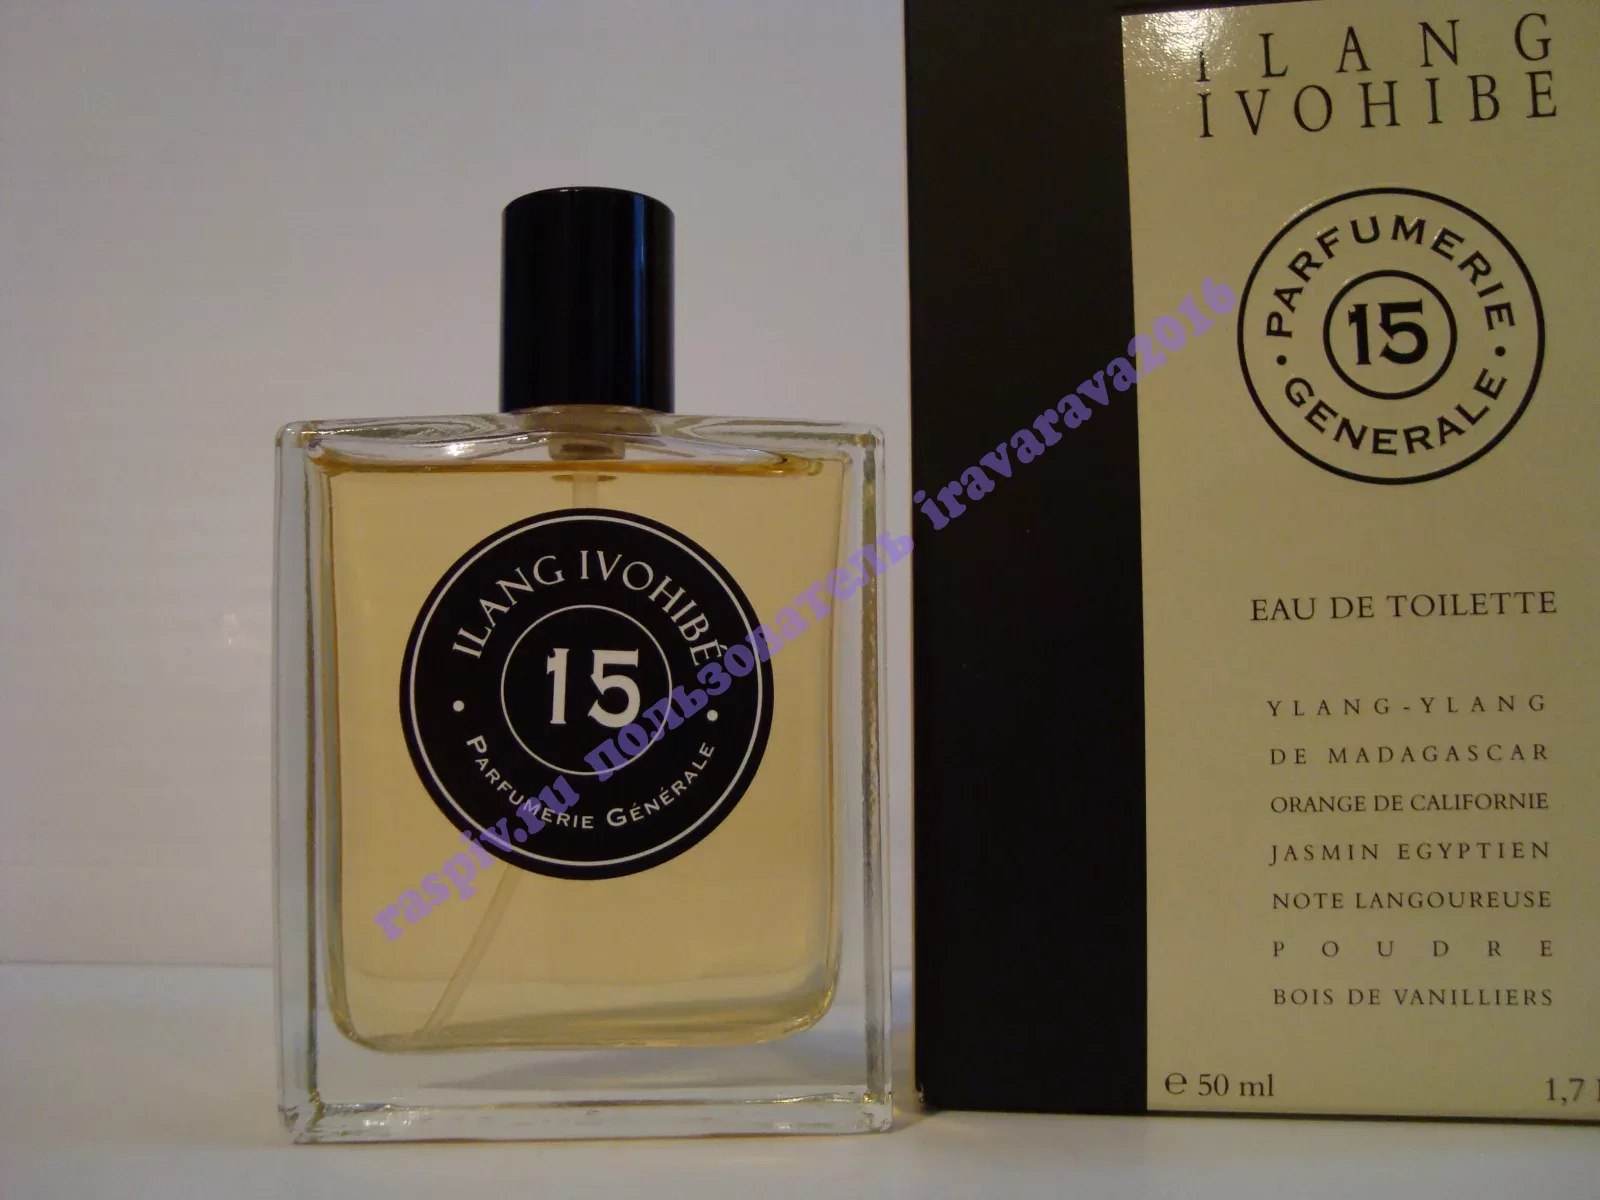 ILANG IVOHIBÉ
15
PARFUMERIE GÉNÉRALE
ILANG
IVOHIBE
PARFUMERIE
15
GENERALE
EAU DE TOILETTE
YLANG-YLANG
DE MADAGASCAR
ORANGE DE CALIFORNIE
JASMIN EGYPTIEN
NOTE LANGOUREUSE
POUDRE
BOIS DE VANILLIERS
e 50 ml
1,7
raspiv.ru пользователь iravarava2016